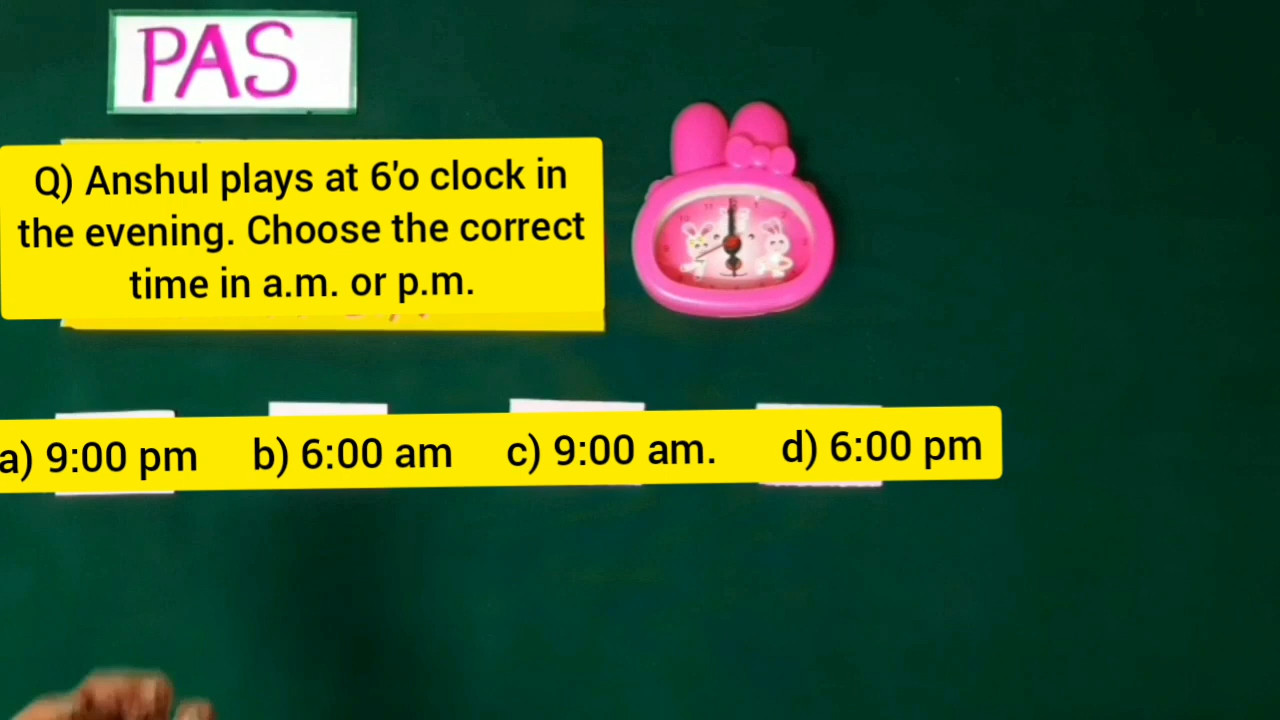 PAS
Q) Anshul plays at 6'o clock in
the evening. Choose the correct
time in a.m. or p.m.
a) 9:00 pm b) 6:00 am c) 9:00 am. d) 6:00 pm